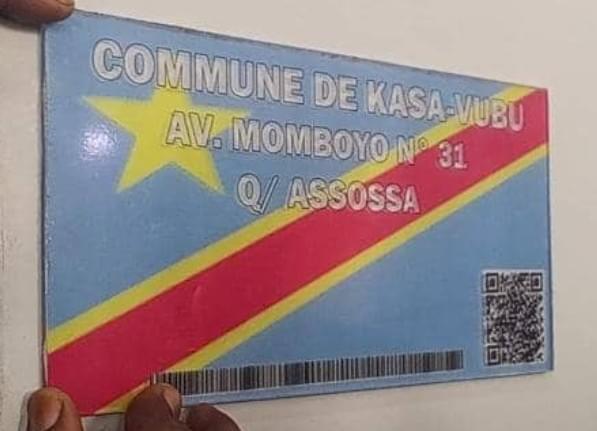 COMMUNE DE KASA-VUBU
AV. MOMBOYO N° 31
Q/ ASSOSSA